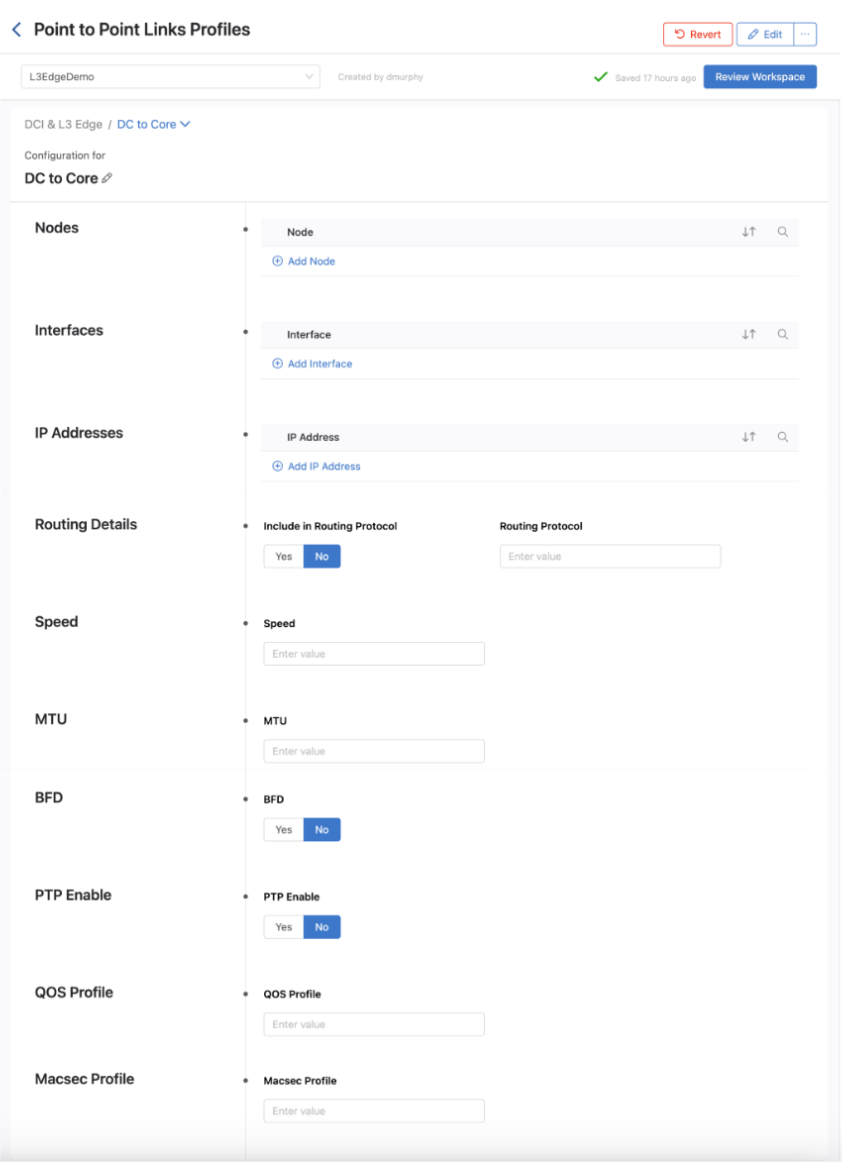 Point to Point Links Profiles
Revert
Edit
...
L3EdgeDemo
Created by dmurphy
Saved 17 hours ago
Review Workspace
DCI & L3 Edge / DC to Core
Configuration for
DC to Core
Nodes
Node
Add Node
Interfaces
Interface
Add Interface
IP Addresses
IP Address
Add IP Address
Routing Details
Include in Routing Protocol
Routing Protocol
Yes No
Enter value
Speed
Speed
Enter value
MTU
MTU
Enter value
BFD
BFD
Yes No
PTP Enable
PTP Enable
Yes No
QOS Profile
QOS Profile
Enter value
Macsec Profile
Macsec Profile
Enter value